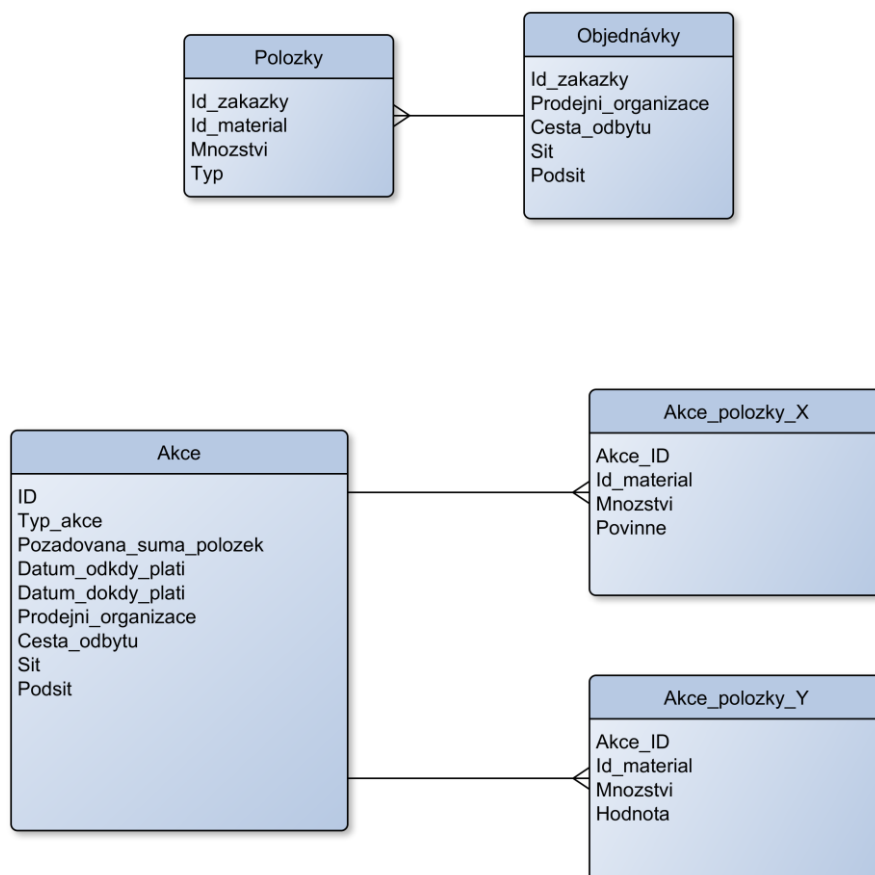 Polozky
Id_zakazky
Id_material
Mnozstvi
Typ
Objednávky
Id_zakazky
Prodejni_organizace
Cesta_odbytu
Sit
Podsit
Akce
ID
Typ_akce
Pozadovana_suma_polozek
Datum_odkdy_plati
Datum_dokdy_plati
Prodejni_organizace
Cesta_odbytu
Sit
Podsit
Akce_polozky_X
Akce_ID
Id_material
Mnozstvi
Povinne
Akce_polozky_Y
Akce_ID
Id_material
Mnozstvi
Hodnota